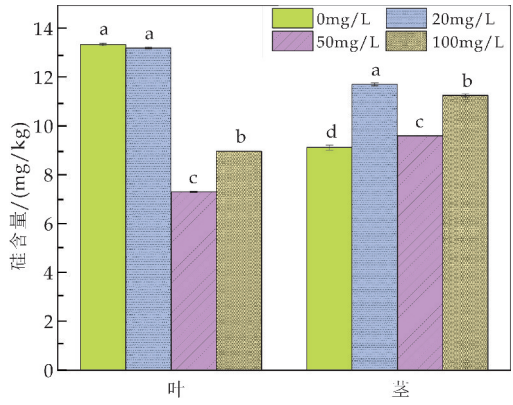 0mg/L 20mg/L
50mg/L 100mg/L
硅含量/(mg/kg)
14
12
10
8
6
4
2
0
a a c b
d a c b
叶 茎